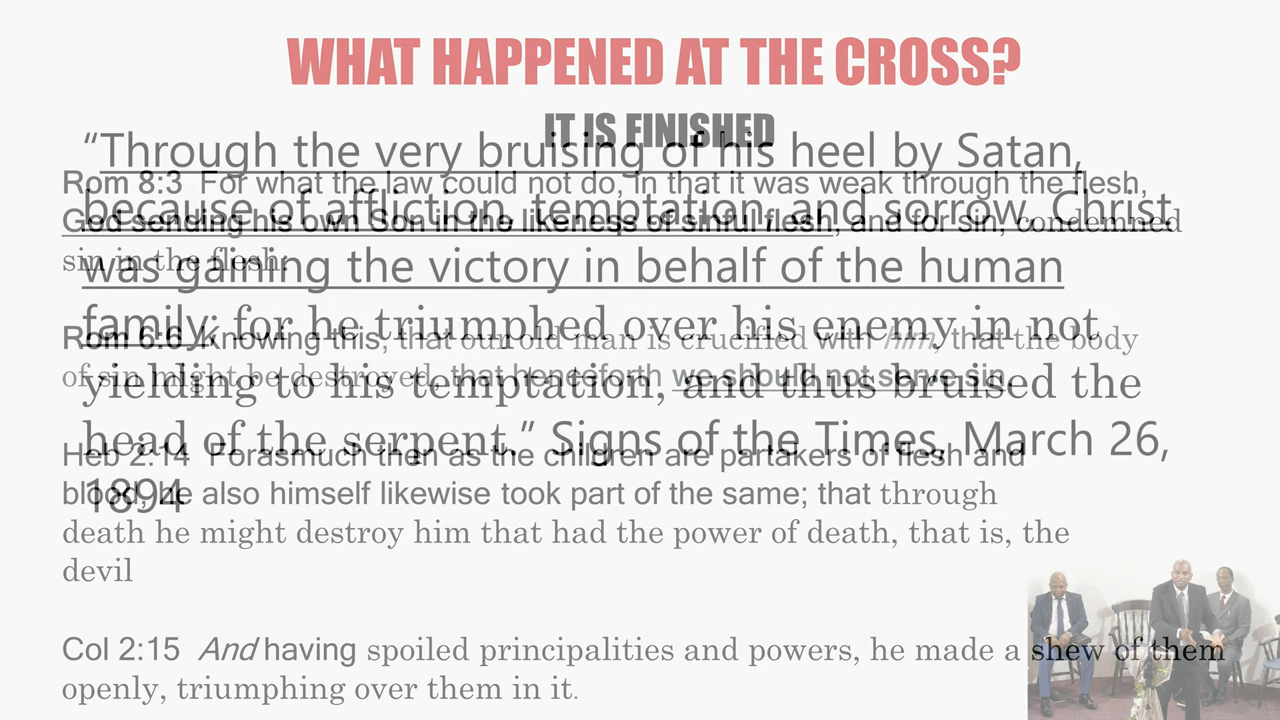 WHAT HAPPENED AT THE CROSS?
IT IS FINISHED
“Through the very bruising of his heel by Satan,
because of affliction, temptation, and sorrow, Christ
was gaining the victory in behalf of the human
family; for he triumphed over his enemy in not
yielding to his temptation, and thus bruised the
head of the serpent.” Signs of the Times, March 26,
1894
Rom 8:3 For what the law could not do, in that it was weak through the flesh,
God sending his own Son in the likeness of sinful flesh, and for sin, condemned
sin in the flesh:
Rom 6:6 Knowing this, that our old man is crucified with him, that the body
of sin might be destroyed, that henceforth we should not serve sin.
Heb 2:14 Forasmuch then as the children are partakers of flesh and
blood, he also himself likewise took part of the same; that through
death he might destroy him that had the power of death, that is, the
devil
Col 2:15 And having spoiled principalities and powers, he made a shew of them
openly, triumphing over them in it.